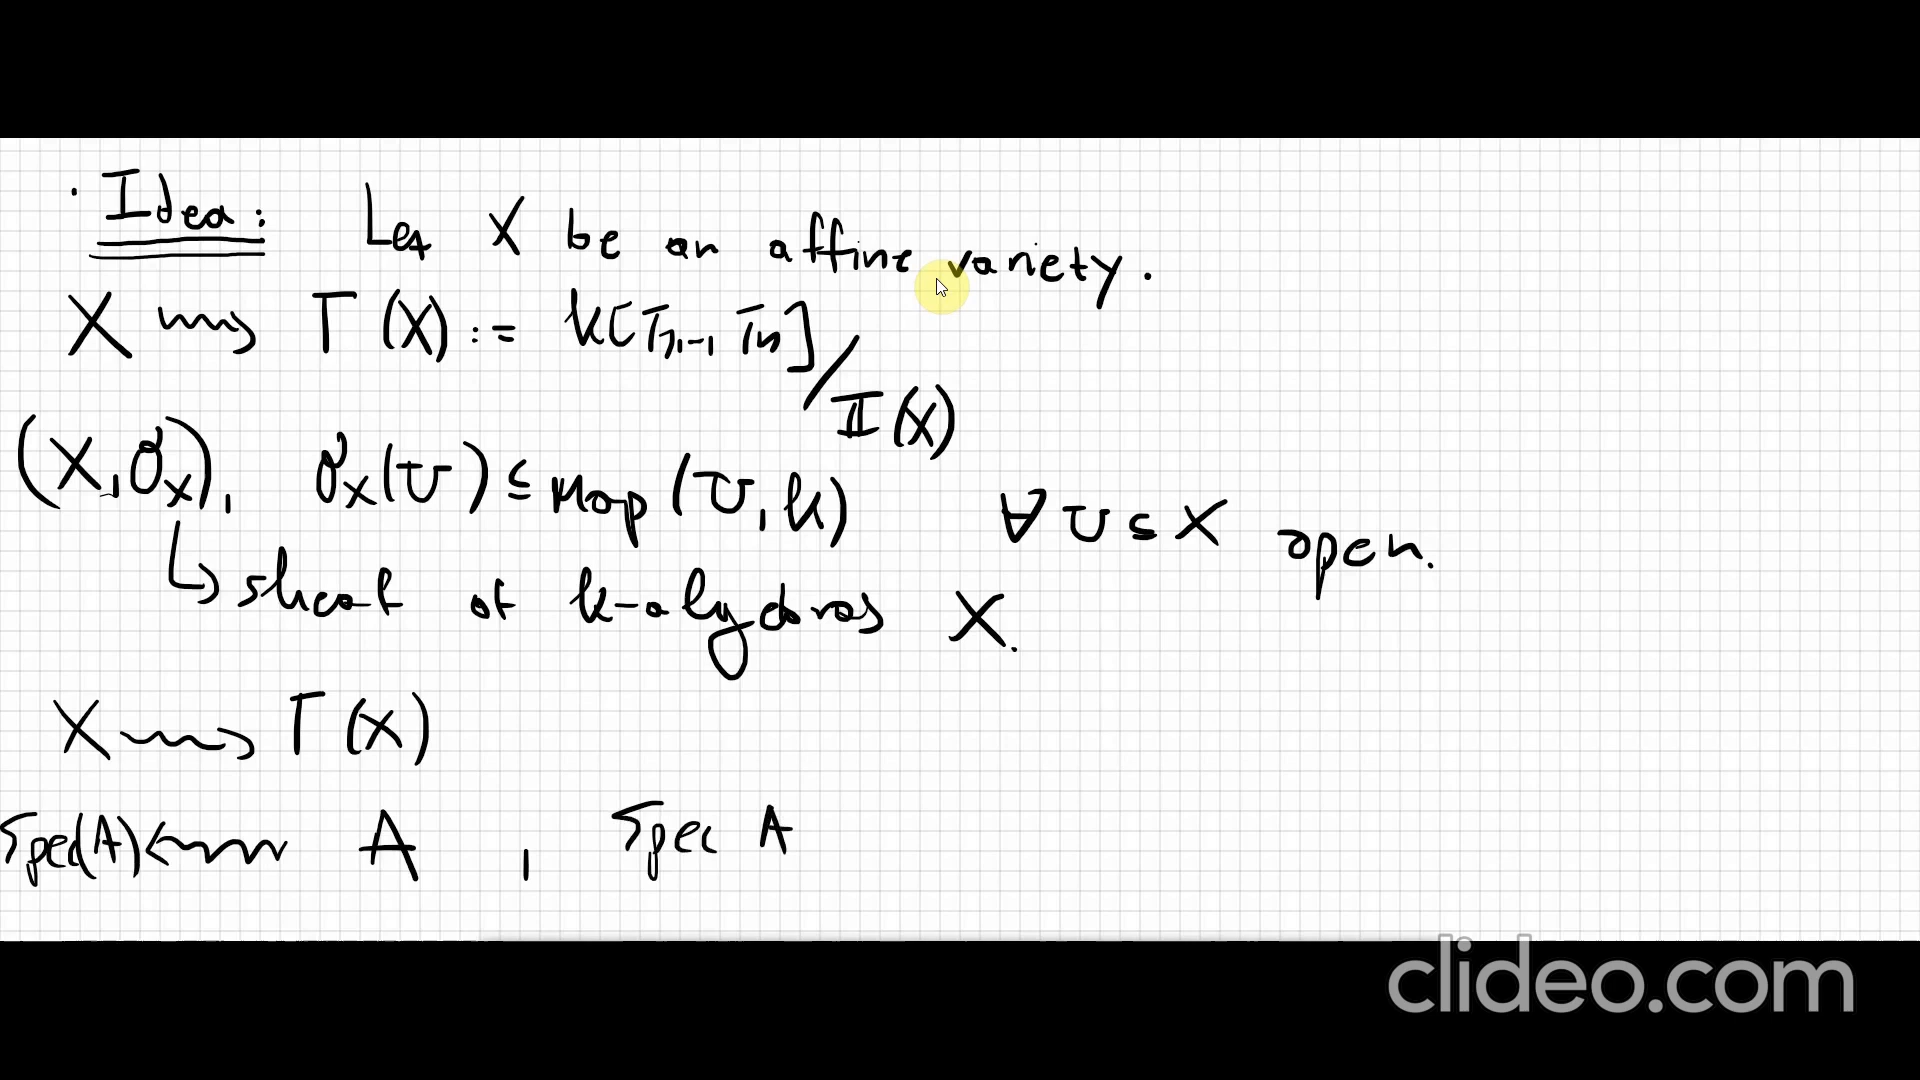 · Idea: Let X be an affine variety.
X ⇝ Γ(X) := k[T₁, ..., Tₙ] / I(X)
(X, 𝒪_X), 𝒪_X(U) ⊆ Map(U, k) ∀ U ⊆ X open.
↳ sheaf of k-algebras X.
X ⇝ Γ(X)
Spec(A) ⇜ A , Spec A
clideo.com